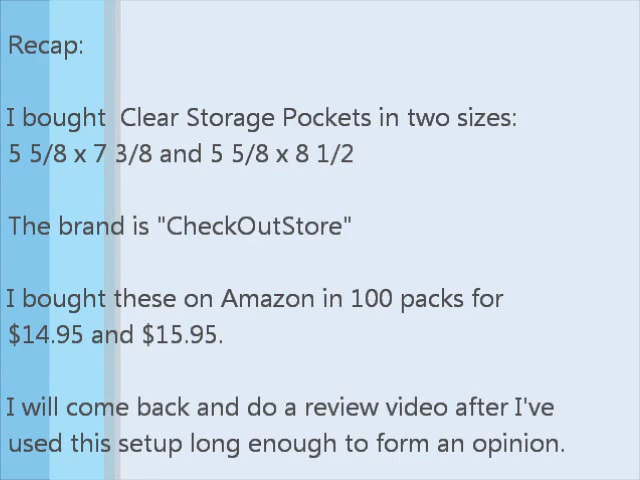 Recap:
I bought  Clear Storage Pockets in two sizes:
5 5/8 x 7 3/8 and 5 5/8 x 8 1/2
The brand is "CheckOutStore"
I bought these on Amazon in 100 packs for
$14.95 and $15.95.
I will come back and do a review video after I've
used this setup long enough to form an opinion.